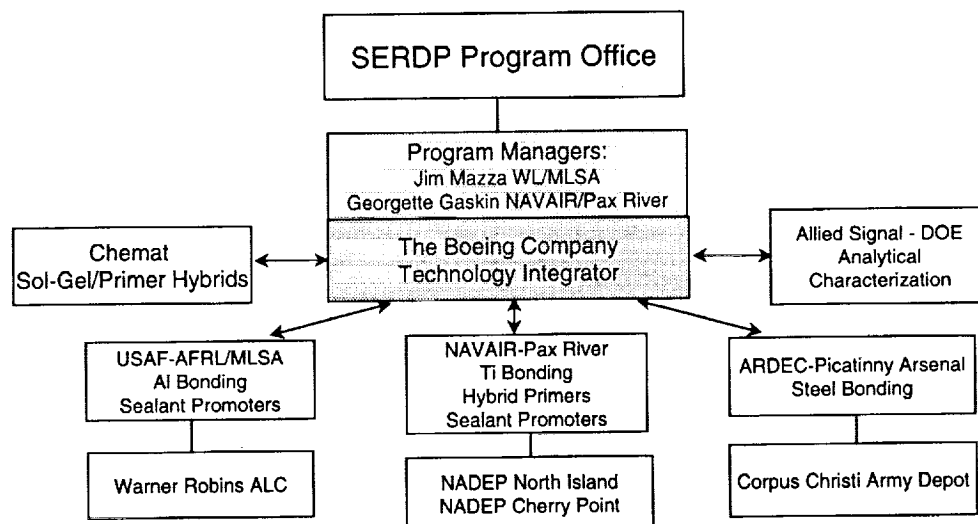 SERDP Program Office
Program Managers:
Jim Mazza WL/MLSA
Georgette Gaskin NAVAIR/Pax River
The Boeing Company
Technology Integrator
Chemat
Sol-Gel/Primer Hybrids
Allied Signal - DOE
Analytical
Characterization
USAF-AFRL/MLSA
Al Bonding
Sealant Promoters
NAVAIR-Pax River
Ti Bonding
Hybrid Primers
Sealant Promoters
ARDEC-Picatinny Arsenal
Steel Bonding
Warner Robins ALC
NADEP North Island
NADEP Cherry Point
Corpus Christi Army Depot